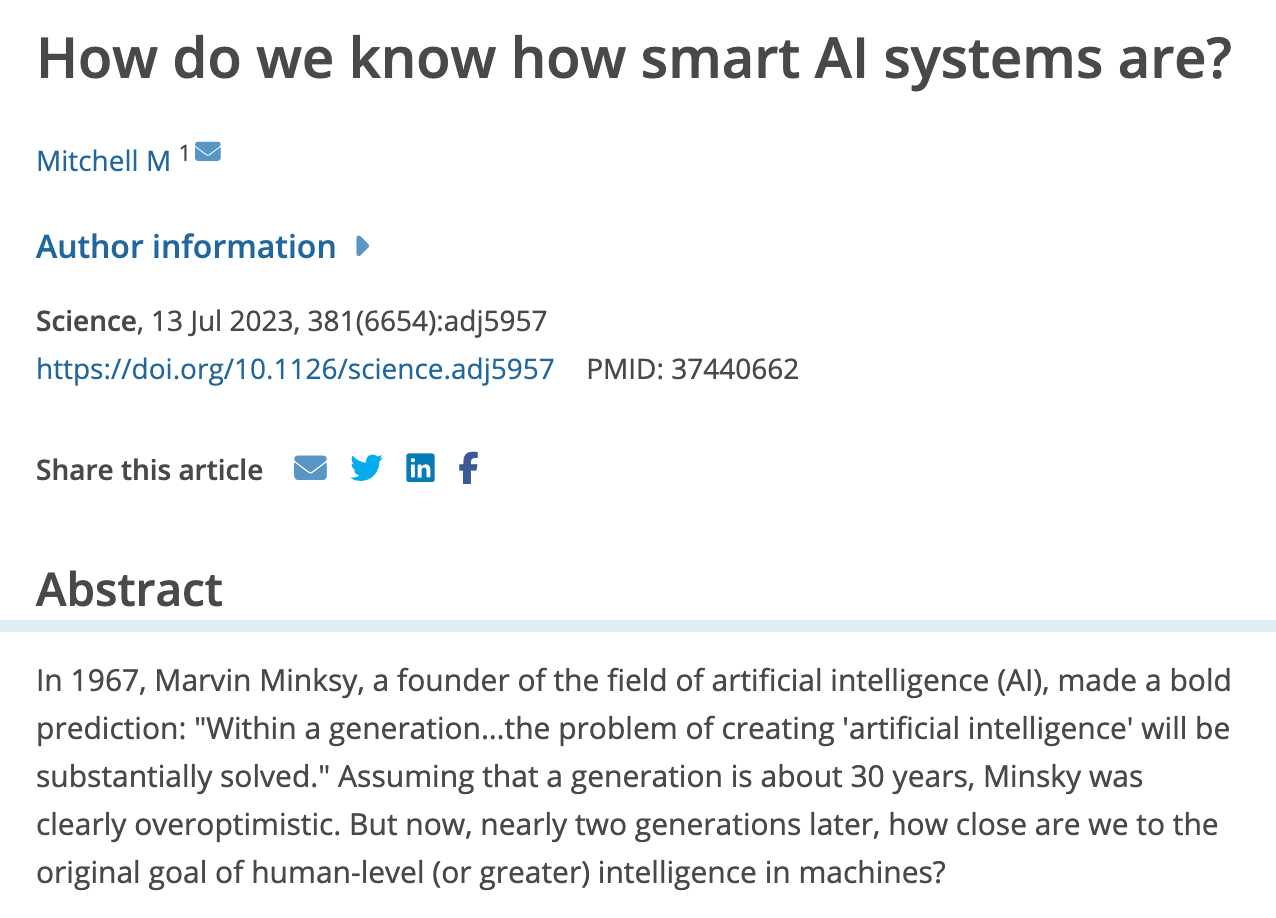 How do we know how smart AI systems are?
Mitchell M 1
Author information
Science, 13 Jul 2023, 381(6654):adj5957
https://doi.org/10.1126/science.adj5957 PMID: 37440662
Share this article
Abstract
In 1967, Marvin Minksy, a founder of the field of artificial intelligence (AI), made a bold
prediction: "Within a generation...the problem of creating 'artificial intelligence' will be
substantially solved." Assuming that a generation is about 30 years, Minsky was
clearly overoptimistic. But now, nearly two generations later, how close are we to the
original goal of human-level (or greater) intelligence in machines?